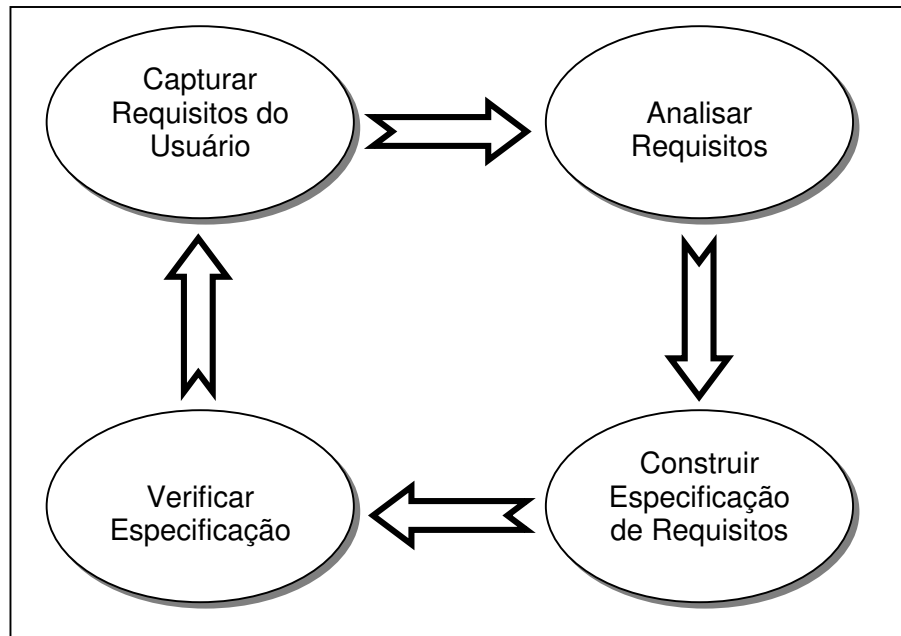 Capturar
Requisitos do
Usuário
Analisar
Requisitos
Construir
Especificação
de Requisitos
Verificar
Especificação